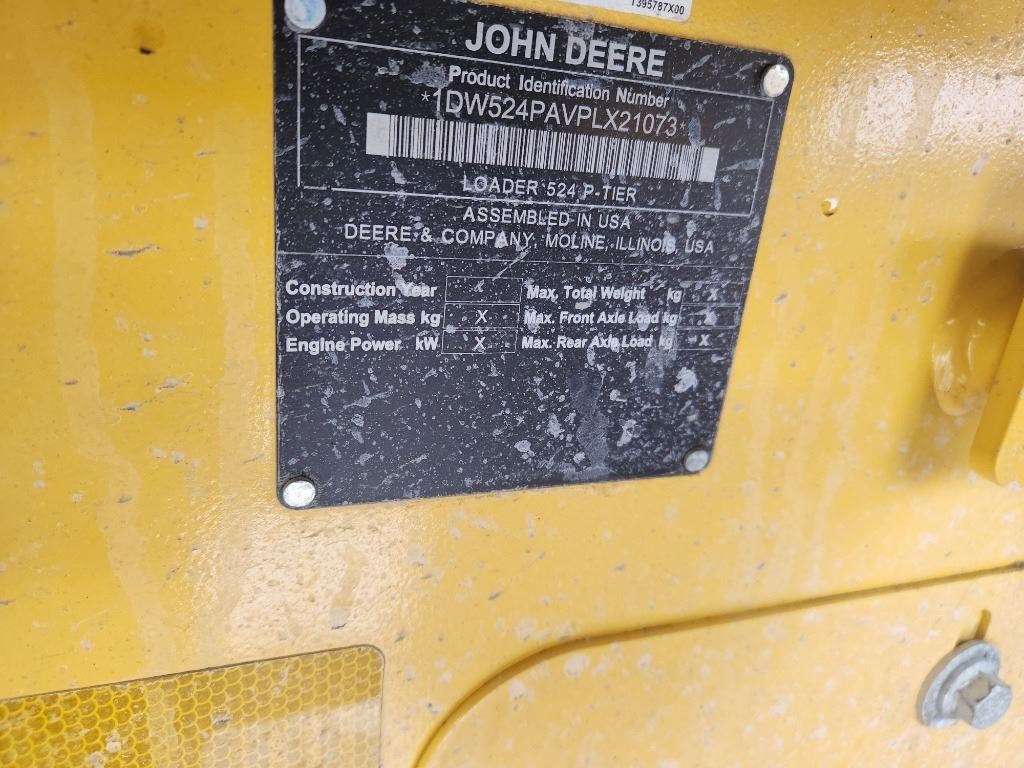 T395787X00
JOHN DEERE
Product Identification Number
*1DW524PAVPLX21073*
LOADER 524 P-TIER
ASSEMBLED IN USA
DEERE & COMPANY, MOLINE, ILLINOIS, USA
Construction Year Max. Total Weight kg X
Operating Mass kg X Max. Front Axle Load kg X
Engine Power kW X Max. Rear Axle Load kg X